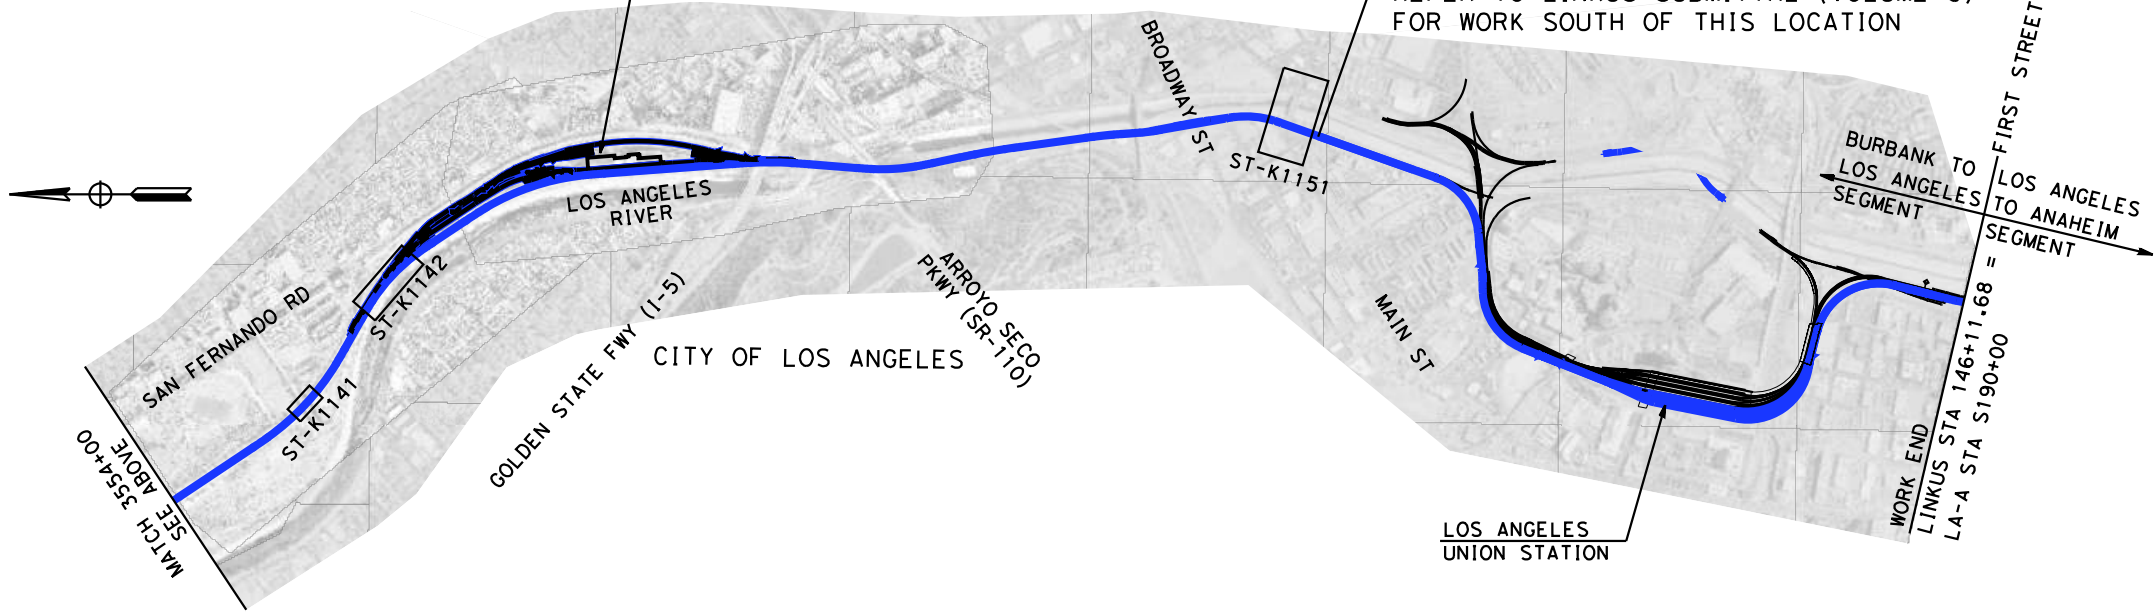 FOR WORK SOUTH OF THIS LOCATION
FIRST STREET
BROADWAY ST
ST-K1151
BURBANK TO
LOS ANGELES
SEGMENT
LOS ANGELES
TO ANAHEIM
SEGMENT
LOS ANGELES
RIVER
ST-K1142
SAN FERNANDO RD
ST-K1141
GOLDEN STATE FWY (I-5)
ARROYO SECO
PKWY (SR-110)
CITY OF LOS ANGELES
MAIN ST
MATCH 3554+00
SEE ABOVE
LOS ANGELES
UNION STATION
WORK END
LINKUS STA 146+11.68 =
LA-A STA S190+00